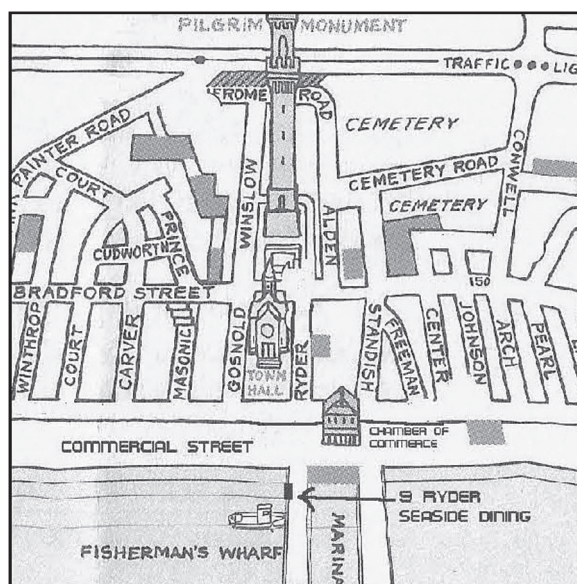 PILGRIM MONUMENT
TRAFFIC
FROME ROAD
CEMETERY
PAINTER ROAD
COURT
CONWELL
CEMETERY ROAD
CEMETERY
WINSLOW
ALDEN
PRINCE
CUDWORTH
150
BRADFORD STREET
WINTHROP
COURT
CARVER
MASONIC
GOSNOLD
TOWN
HALL
RYDER
STANDISH
FREEMAN
CENTER
JOHNSON
ARCH
PEARL
CHAMBER OF
COMMERCE
COMMERCIAL STREET
9 RYDER
SEASIDE DINING
FISHERMAN'S WHARF
MARINA